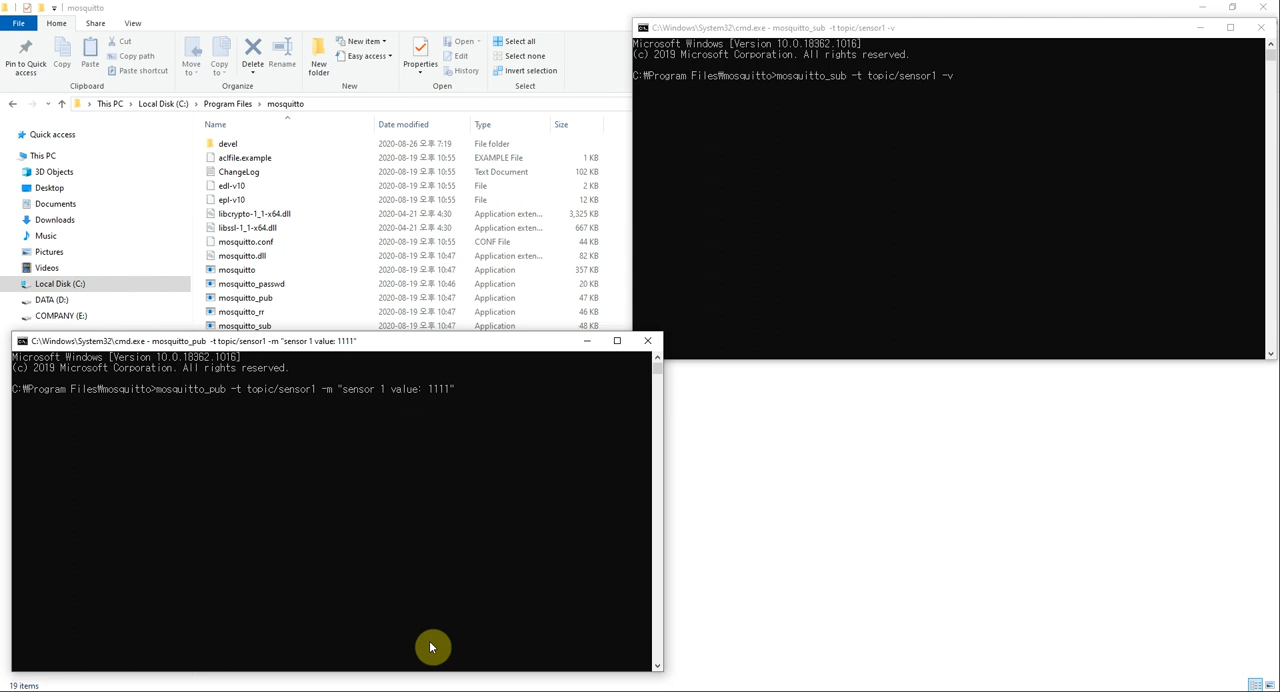 mosquitto
File Home Share View
Pin to Quick access
Copy
Paste
Cut
Copy path
Paste shortcut
Clipboard
Move to
Copy to
Delete
Rename
Organize
New folder
New item
Easy access
New
Properties
Open
Edit
History
Open
Select all
Select none
Invert selection
Select
This PC > Local Disk (C:) > Program Files > mosquitto
Quick access
This PC
3D Objects
Desktop
Documents
Downloads
Music
Pictures
Videos
Local Disk (C:)
DATA (D:)
COMPANY (E:)
Name Date modified Type Size
devel 2020-08-26 오후 7:19 File folder
aclfile.example 2020-08-19 오후 10:55 EXAMPLE File 1 KB
ChangeLog 2020-08-19 오후 10:55 Text Document 102 KB
edl-v10 2020-08-19 오후 10:55 File 2 KB
epl-v10 2020-08-19 오후 10:55 File 12 KB
libcrypto-1_1-x64.dll 2020-04-21 오후 4:30 Application exten... 3,325 KB
libssl-1_1-x64.dll 2020-04-21 오후 4:30 Application exten... 667 KB
mosquitto.conf 2020-08-19 오후 10:55 CONF File 44 KB
mosquitto.dll 2020-08-19 오후 10:47 Application exten... 82 KB
mosquitto 2020-08-19 오후 10:47 Application 357 KB
mosquitto_passwd 2020-08-19 오후 10:46 Application 20 KB
mosquitto_pub 2020-08-19 오후 10:47 Application 47 KB
mosquitto_rr 2020-08-19 오후 10:47 Application 46 KB
mosquitto_sub 2020-08-19 오후 10:47 Application 48 KB
C:\Windows\System32\cmd.exe - mosquitto_sub -t topic/sensor1 -v
Microsoft Windows [Version 10.0.18362.1016]
(c) 2019 Microsoft Corporation. All rights reserved.
C:₩Program Files₩mosquitto>mosquitto_sub -t topic/sensor1 -v
C:\Windows\System32\cmd.exe - mosquitto_pub -t topic/sensor1 -m "sensor 1 value: 1111"
Microsoft Windows [Version 10.0.18362.1016]
(c) 2019 Microsoft Corporation. All rights reserved.
C:₩Program Files₩mosquitto>mosquitto_pub -t topic/sensor1 -m "sensor 1 value: 1111"
19 items